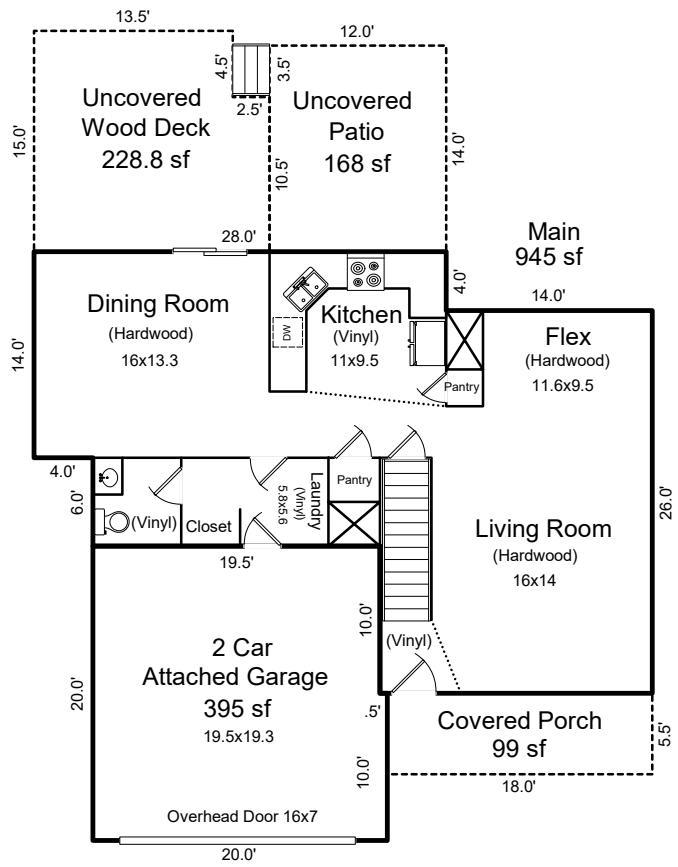 13.5'
12.0'
4.5'
3.5'
2.5'
Uncovered
Wood Deck
228.8 sf
Uncovered
Patio
168 sf
15.0'
10.5'
14.0'
28.0'
Main
945 sf
4.0'
14.0'
Dining Room
(Hardwood)
16x13.3
DW
Kitchen
(Vinyl)
11x9.5
Pantry
Flex
(Hardwood)
11.6x9.5
14.0'
4.0'
6.0'
(Vinyl)
Closet
Laundry
(Vinyl)
5.8x5.6
Pantry
26.0'
Living Room
(Hardwood)
16x14
19.5'
10.0'
(Vinyl)
2 Car
Attached Garage
395 sf
19.5x19.3
20.0'
.5'
10.0'
Covered Porch
99 sf
5.5'
18.0'
Overhead Door 16x7
20.0'